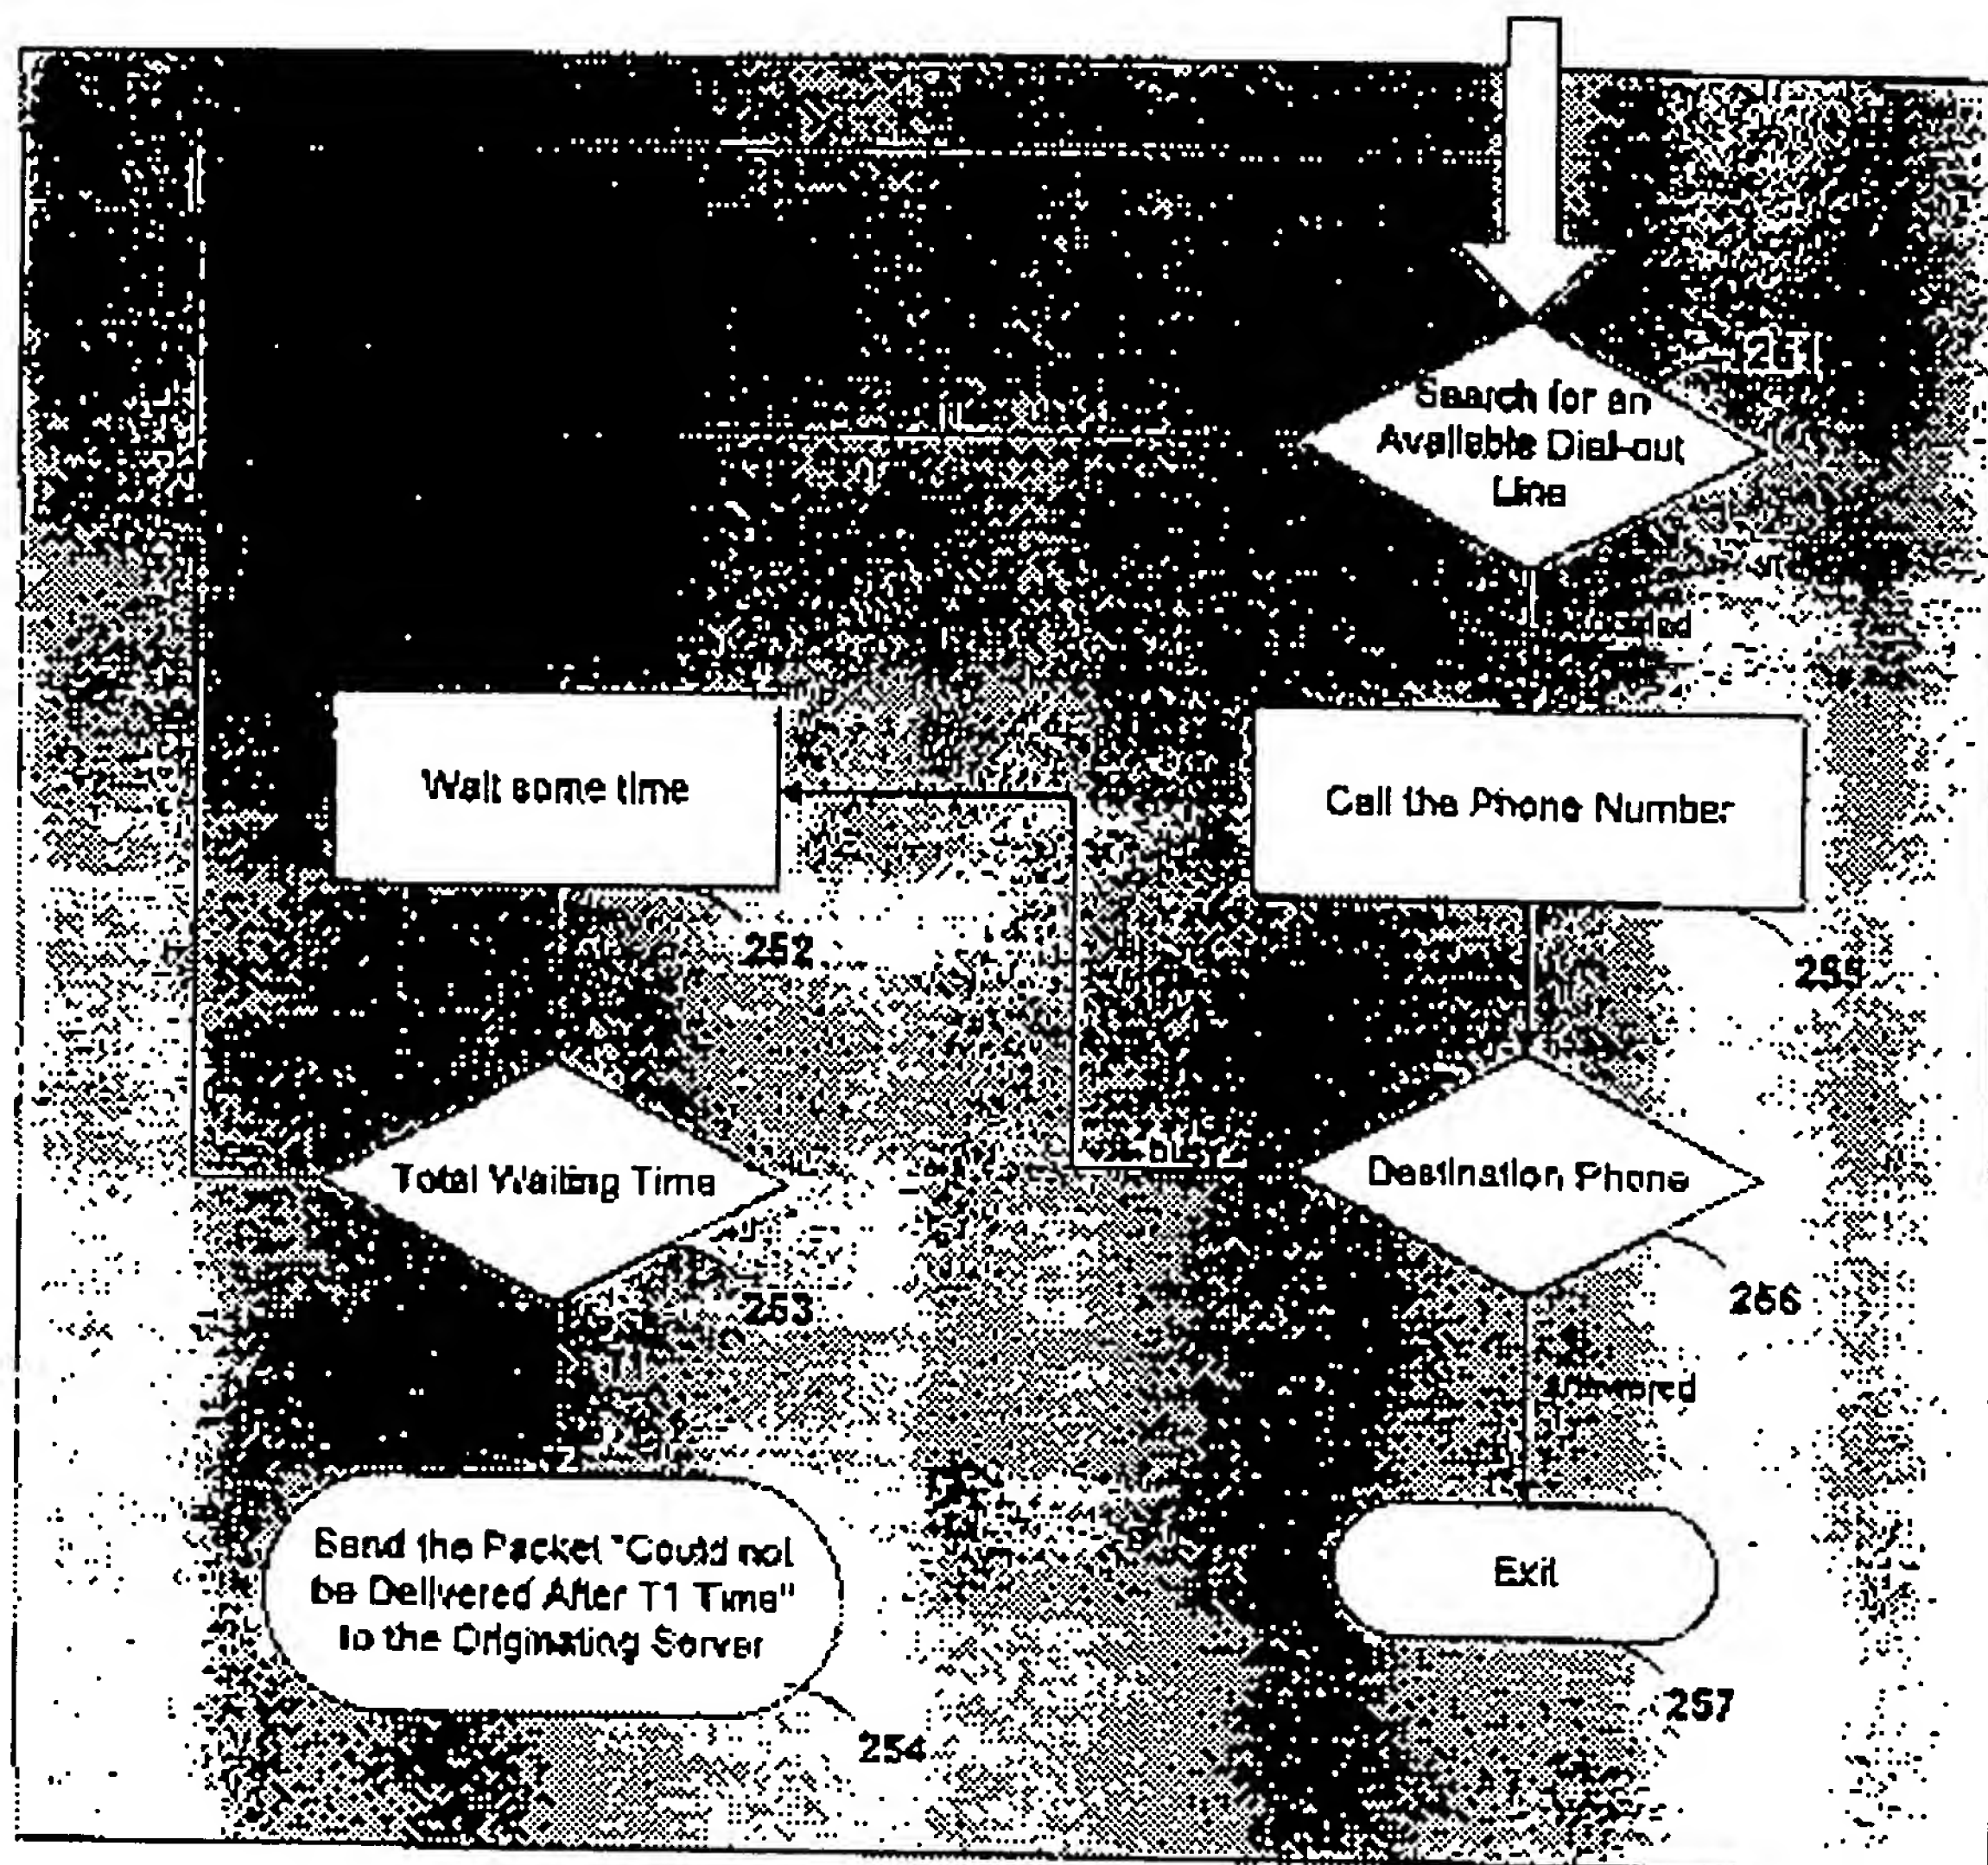 251
Search for an
Available Dial-out
Line
Wait some time
Call the Phone Number
252
255
Total Waiting Time
Destination Phone
253
256
T1
Answered
Send the Packet "Could not
be Delivered After T1 Time"
to the Originating Server
Exit
254
257